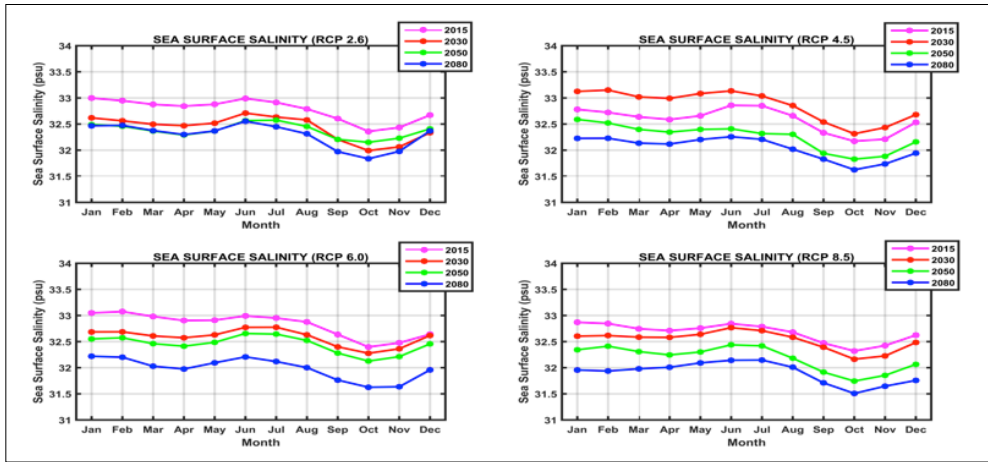 SEA SURFACE SALINITY (RCP 2.6)
2015
2030
2050
2080
Sea Surface Salinity (psu)
34
33.5
33
32.5
32
31.5
31
Jan Feb Mar Apr May Jun Jul Aug Sep Oct Nov Dec
Month
SEA SURFACE SALINITY (RCP 4.5)
2015
2030
2050
2080
Sea Surface Salinity (psu)
34
33.5
33
32.5
32
31.5
31
Jan Feb Mar Apr May Jun Jul Aug Sep Oct Nov Dec
Month
SEA SURFACE SALINITY (RCP 6.0)
2015
2030
2050
2080
Sea Surface Salinity (psu)
34
33.5
33
32.5
32
31.5
31
Jan Feb Mar Apr May Jun Jul Aug Sep Oct Nov Dec
Month
SEA SURFACE SALINITY (RCP 8.5)
2015
2030
2050
2080
Sea Surface Salinity (psu)
34
33.5
33
32.5
32
31.5
31
Jan Feb Mar Apr May Jun Jul Aug Sep Oct Nov Dec
Month